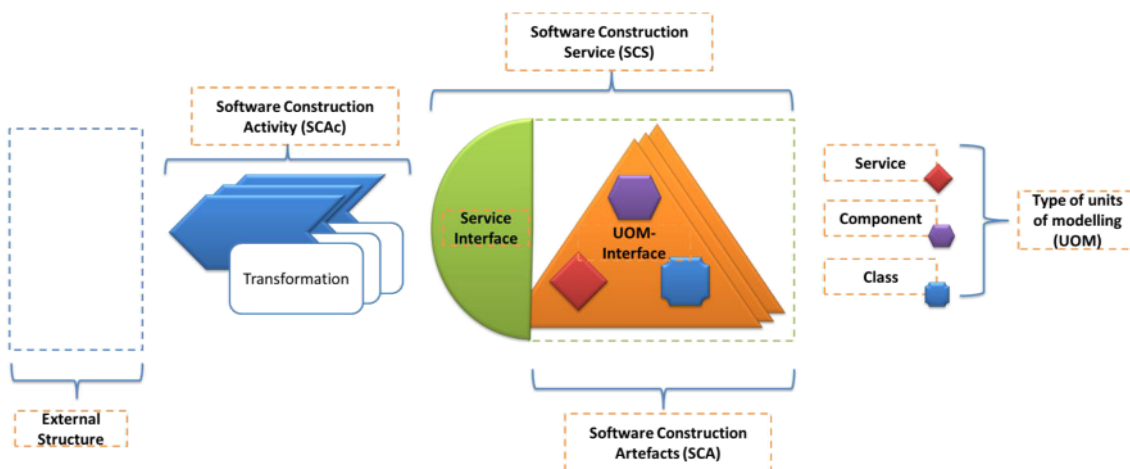 Software Construction
Service (SCS)
Software Construction
Activity (SCAc)
Service
Interface
UOM-
Interface
Transformation
Service
Component
Class
Type of units
of modelling
(UOM)
External
Structure
Software Construction
Artefacts (SCA)